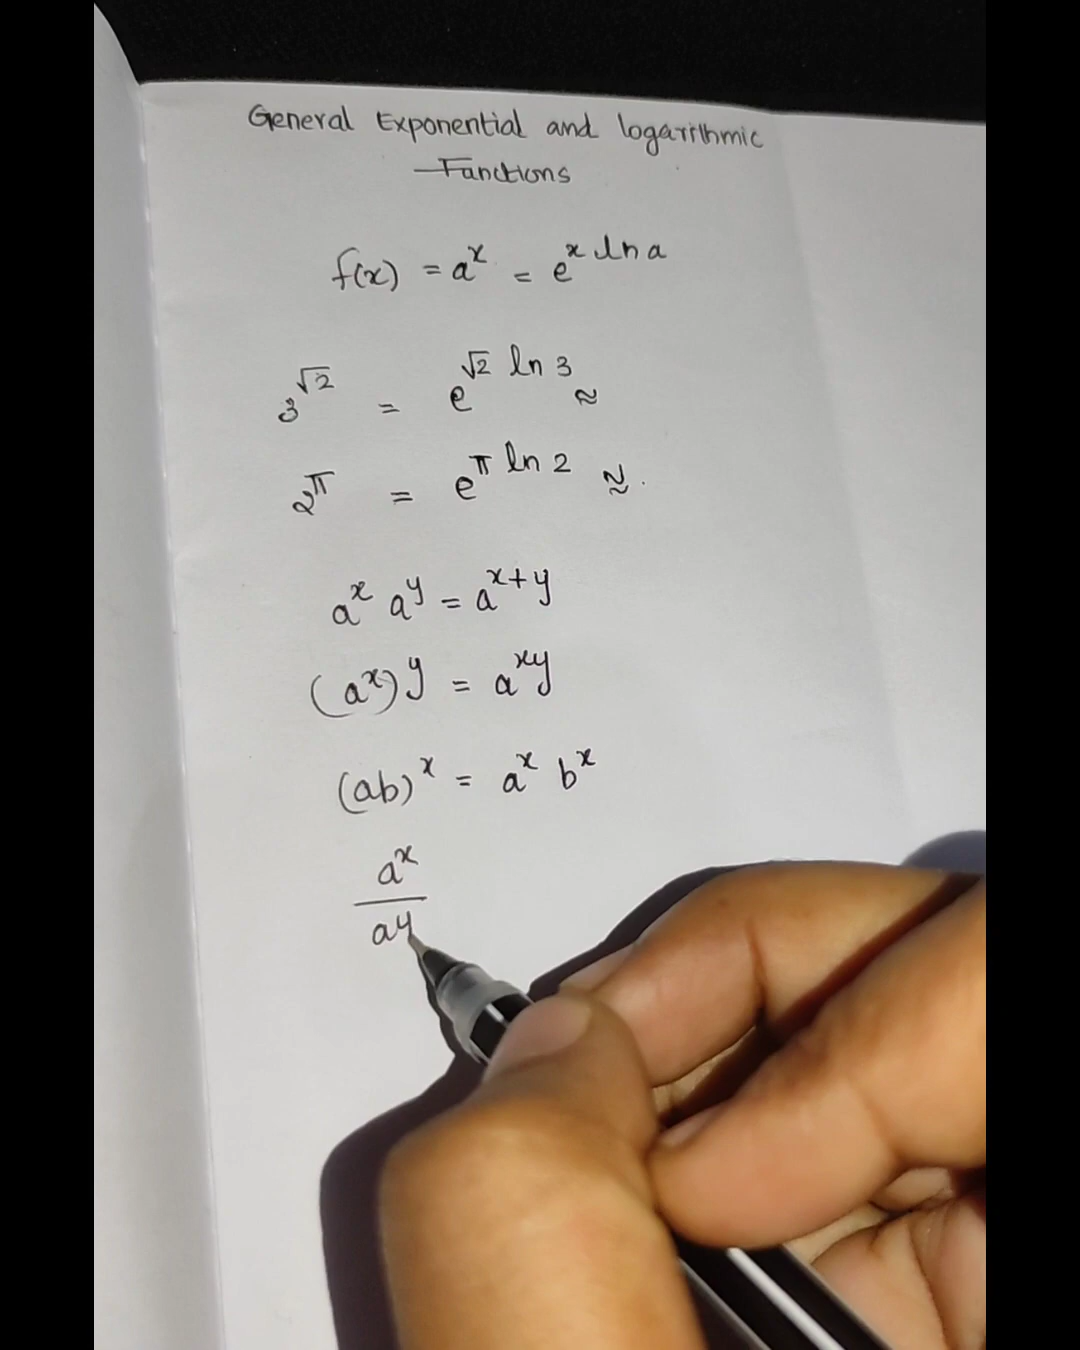 General Exponential and logarithmic
Functions
f(x) = a^x = e^{x ln a}
3^{√2} = e^{√2 ln 3} ≈
2^π = e^{π ln 2} ≈.
a^x a^y = a^{x+y}
(a^x)^y = a^{xy}
(ab)^x = a^x b^x
a^x
a^y